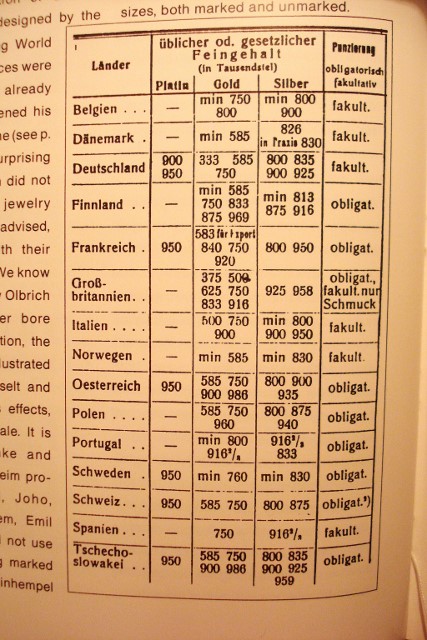 designed by the sizes, both marked and unmarked.
ng World
ces were
already
ened his
ne (see p.
urprising
n did not
jewelry
advised,
th their
We know
v Olbrich
er bore
tion, the
llustrated
selt and
s effects,
ale. It is
ake and
eim pro-
l, Joho,
em, Emil
l not use
g marked
inhempel
üblicher od. gesetzlicher
Feingehalt
(in Tausendstel)
Länder Platin Gold Silber
Punzierung
obligatorisch
fakultativ
Belgien . . . — min 750 800 min 800 900 fakult.
Dänemark . — min 585 826 in Praxis 830 fakult.
Deutschland 900 950 333 585 750 800 835 900 925 fakult.
Finnland . . — min 585 750 833 875 969 min 813 875 916 obligat.
Frankreich . 950 583 für Export 840 750 920 800 950 obligat.
Groß-
britannien. . — 375 500 625 750 833 916 925 958 obligat., fakult. nur Schmuck
Italien . . . . — 500 750 900 min 800 900 950 fakult.
Norwegen . — min 585 min 830 fakult.
Oesterreich 950 585 750 900 986 800 900 935 obligat.
Polen . . . . — 585 750 960 800 875 940 obligat.
Portugal . . — min 800 916²/₃ 916²/₃ 833 obligat.
Schweden . 950 min 760 min 830 obligat.
Schweiz . . . 950 585 750 800 875 obligat.
Spanien . . . — 750 916²/₃ fakult.
Tschecho-
slowakei . . 950 585 750 900 986 800 835 900 925 959 obligat.